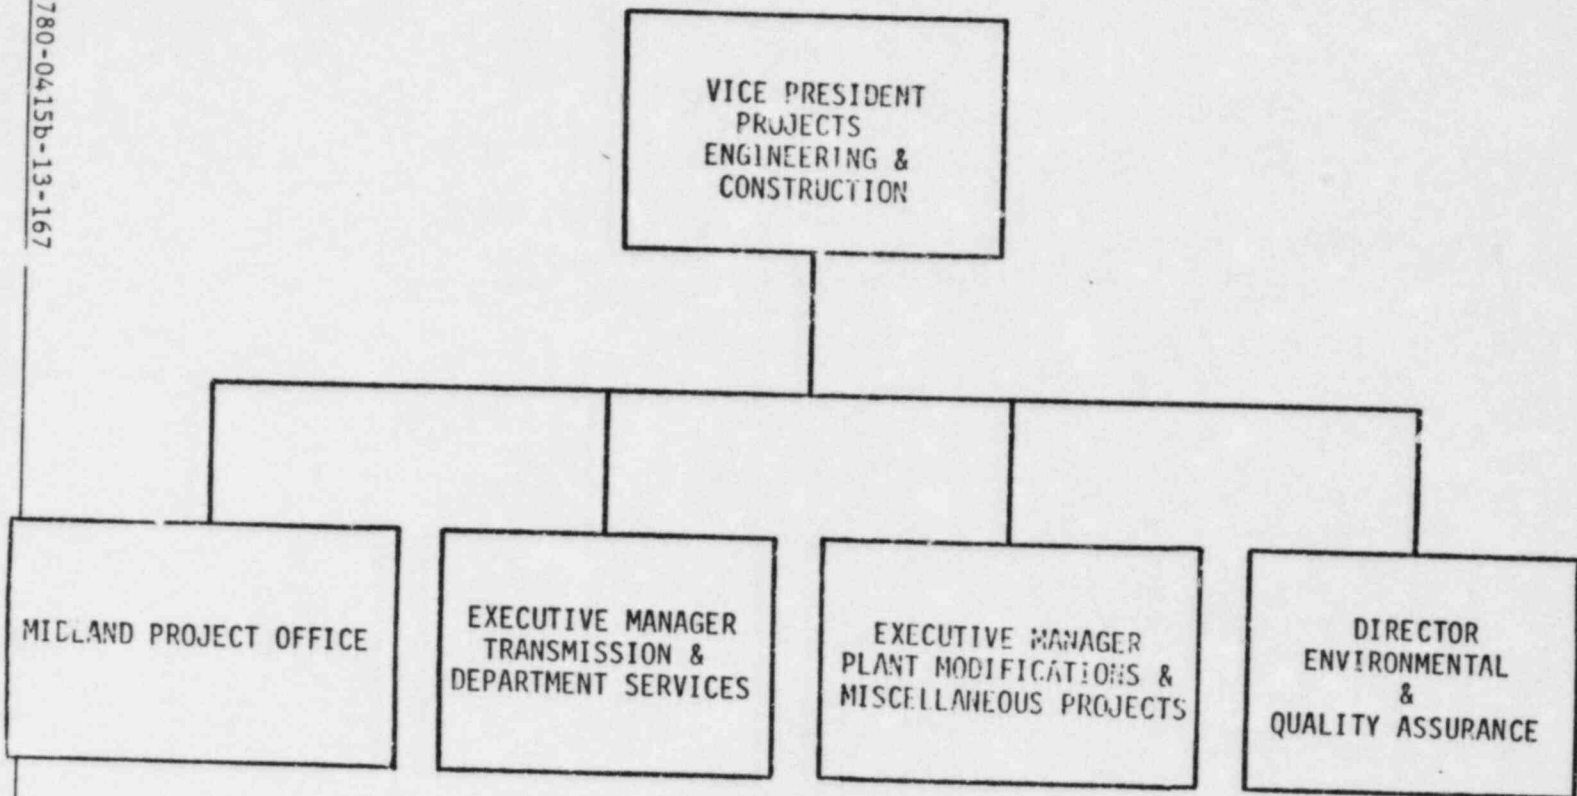 780-0415b-13-167
VICE PRESIDENT
PROJECTS
ENGINEERING &
CONSTRUCTION
MIDLAND PROJECT OFFICE
EXECUTIVE MANAGER
TRANSMISSION &
DEPARTMENT SERVICES
EXECUTIVE MANAGER
PLANT MODIFICATIONS &
MISCELLANEOUS PROJECTS
DIRECTOR
ENVIRONMENTAL
&
QUALITY ASSURANCE